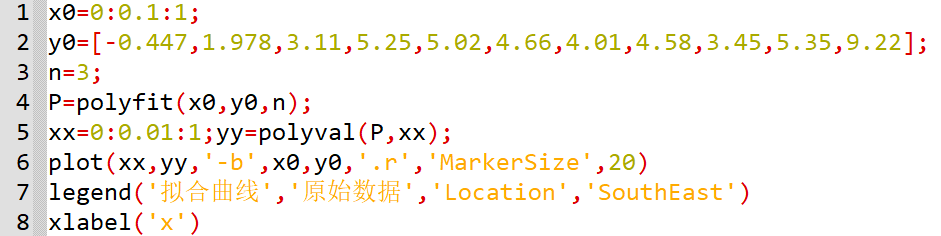 1 x0=0:0.1:1;
2 y0=[-0.447,1.978,3.11,5.25,5.02,4.66,4.01,4.58,3.45,5.35,9.22];
3 n=3;
4 P=polyfit(x0,y0,n);
5 xx=0:0.01:1;yy=polyval(P,xx);
6 plot(xx,yy,'-b',x0,y0,'.r','MarkerSize',20)
7 legend('拟合曲线','原始数据','Location','SouthEast')
8 xlabel('x')